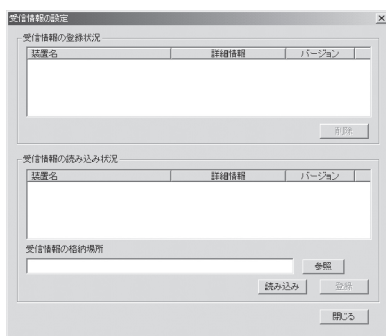 受信情報の設定
受信情報の登録状況
装置名 詳細情報 バージョン
削除
受信情報の読み込み状況
装置名 詳細情報 バージョン
受信情報の格納場所
参照
読み込み 登録
閉じる